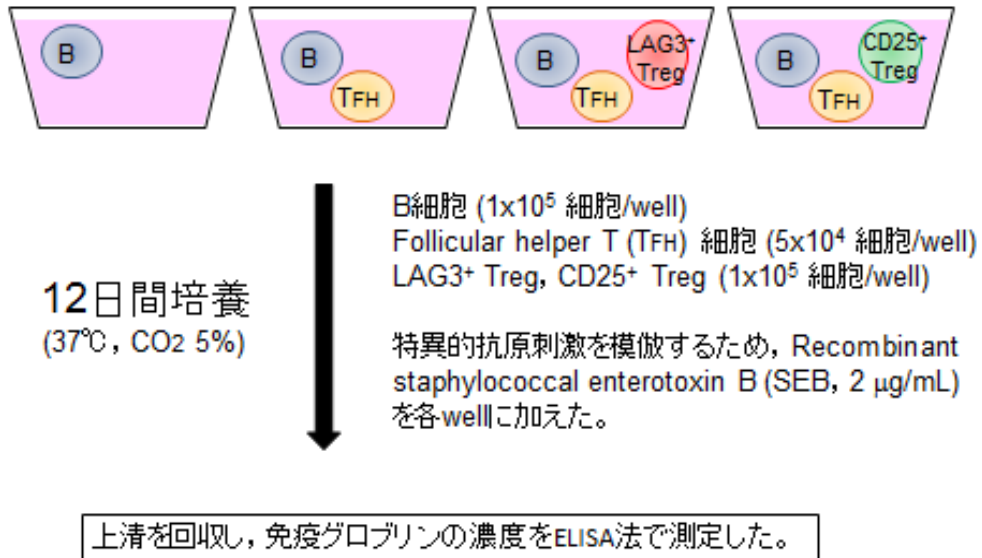 B
B
TFH
B
TFH
LAG3⁺
Treg
B
TFH
CD25⁺
Treg
B細胞 (1x10⁵ 細胞/well)
Follicular helper T (TFH) 細胞 (5x10⁴ 細胞/well)
LAG3⁺ Treg, CD25⁺ Treg (1x10⁵ 細胞/well)
12日間培養
(37℃, CO2 5%)
特異的抗原刺激を模倣するため, Recombinant
staphylococcal enterotoxin B (SEB, 2 μg/mL)
を各wellに加えた。
上清を回収し, 免疫グロブリンの濃度をELISA法で測定した。